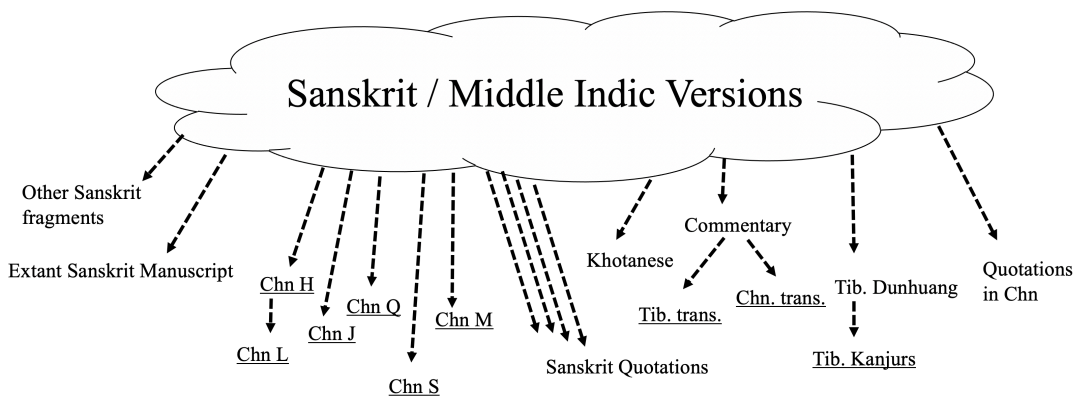 Sanskrit / Middle Indic Versions
Other Sanskrit
fragments
Extant Sanskrit Manuscript
Chn H
Chn L
Chn J
Chn Q
Chn S
Chn M
Sanskrit Quotations
Khotanese
Commentary
Tib. trans.
Chn. trans.
Tib. Dunhuang
Tib. Kanjurs
Quotations
in Chn